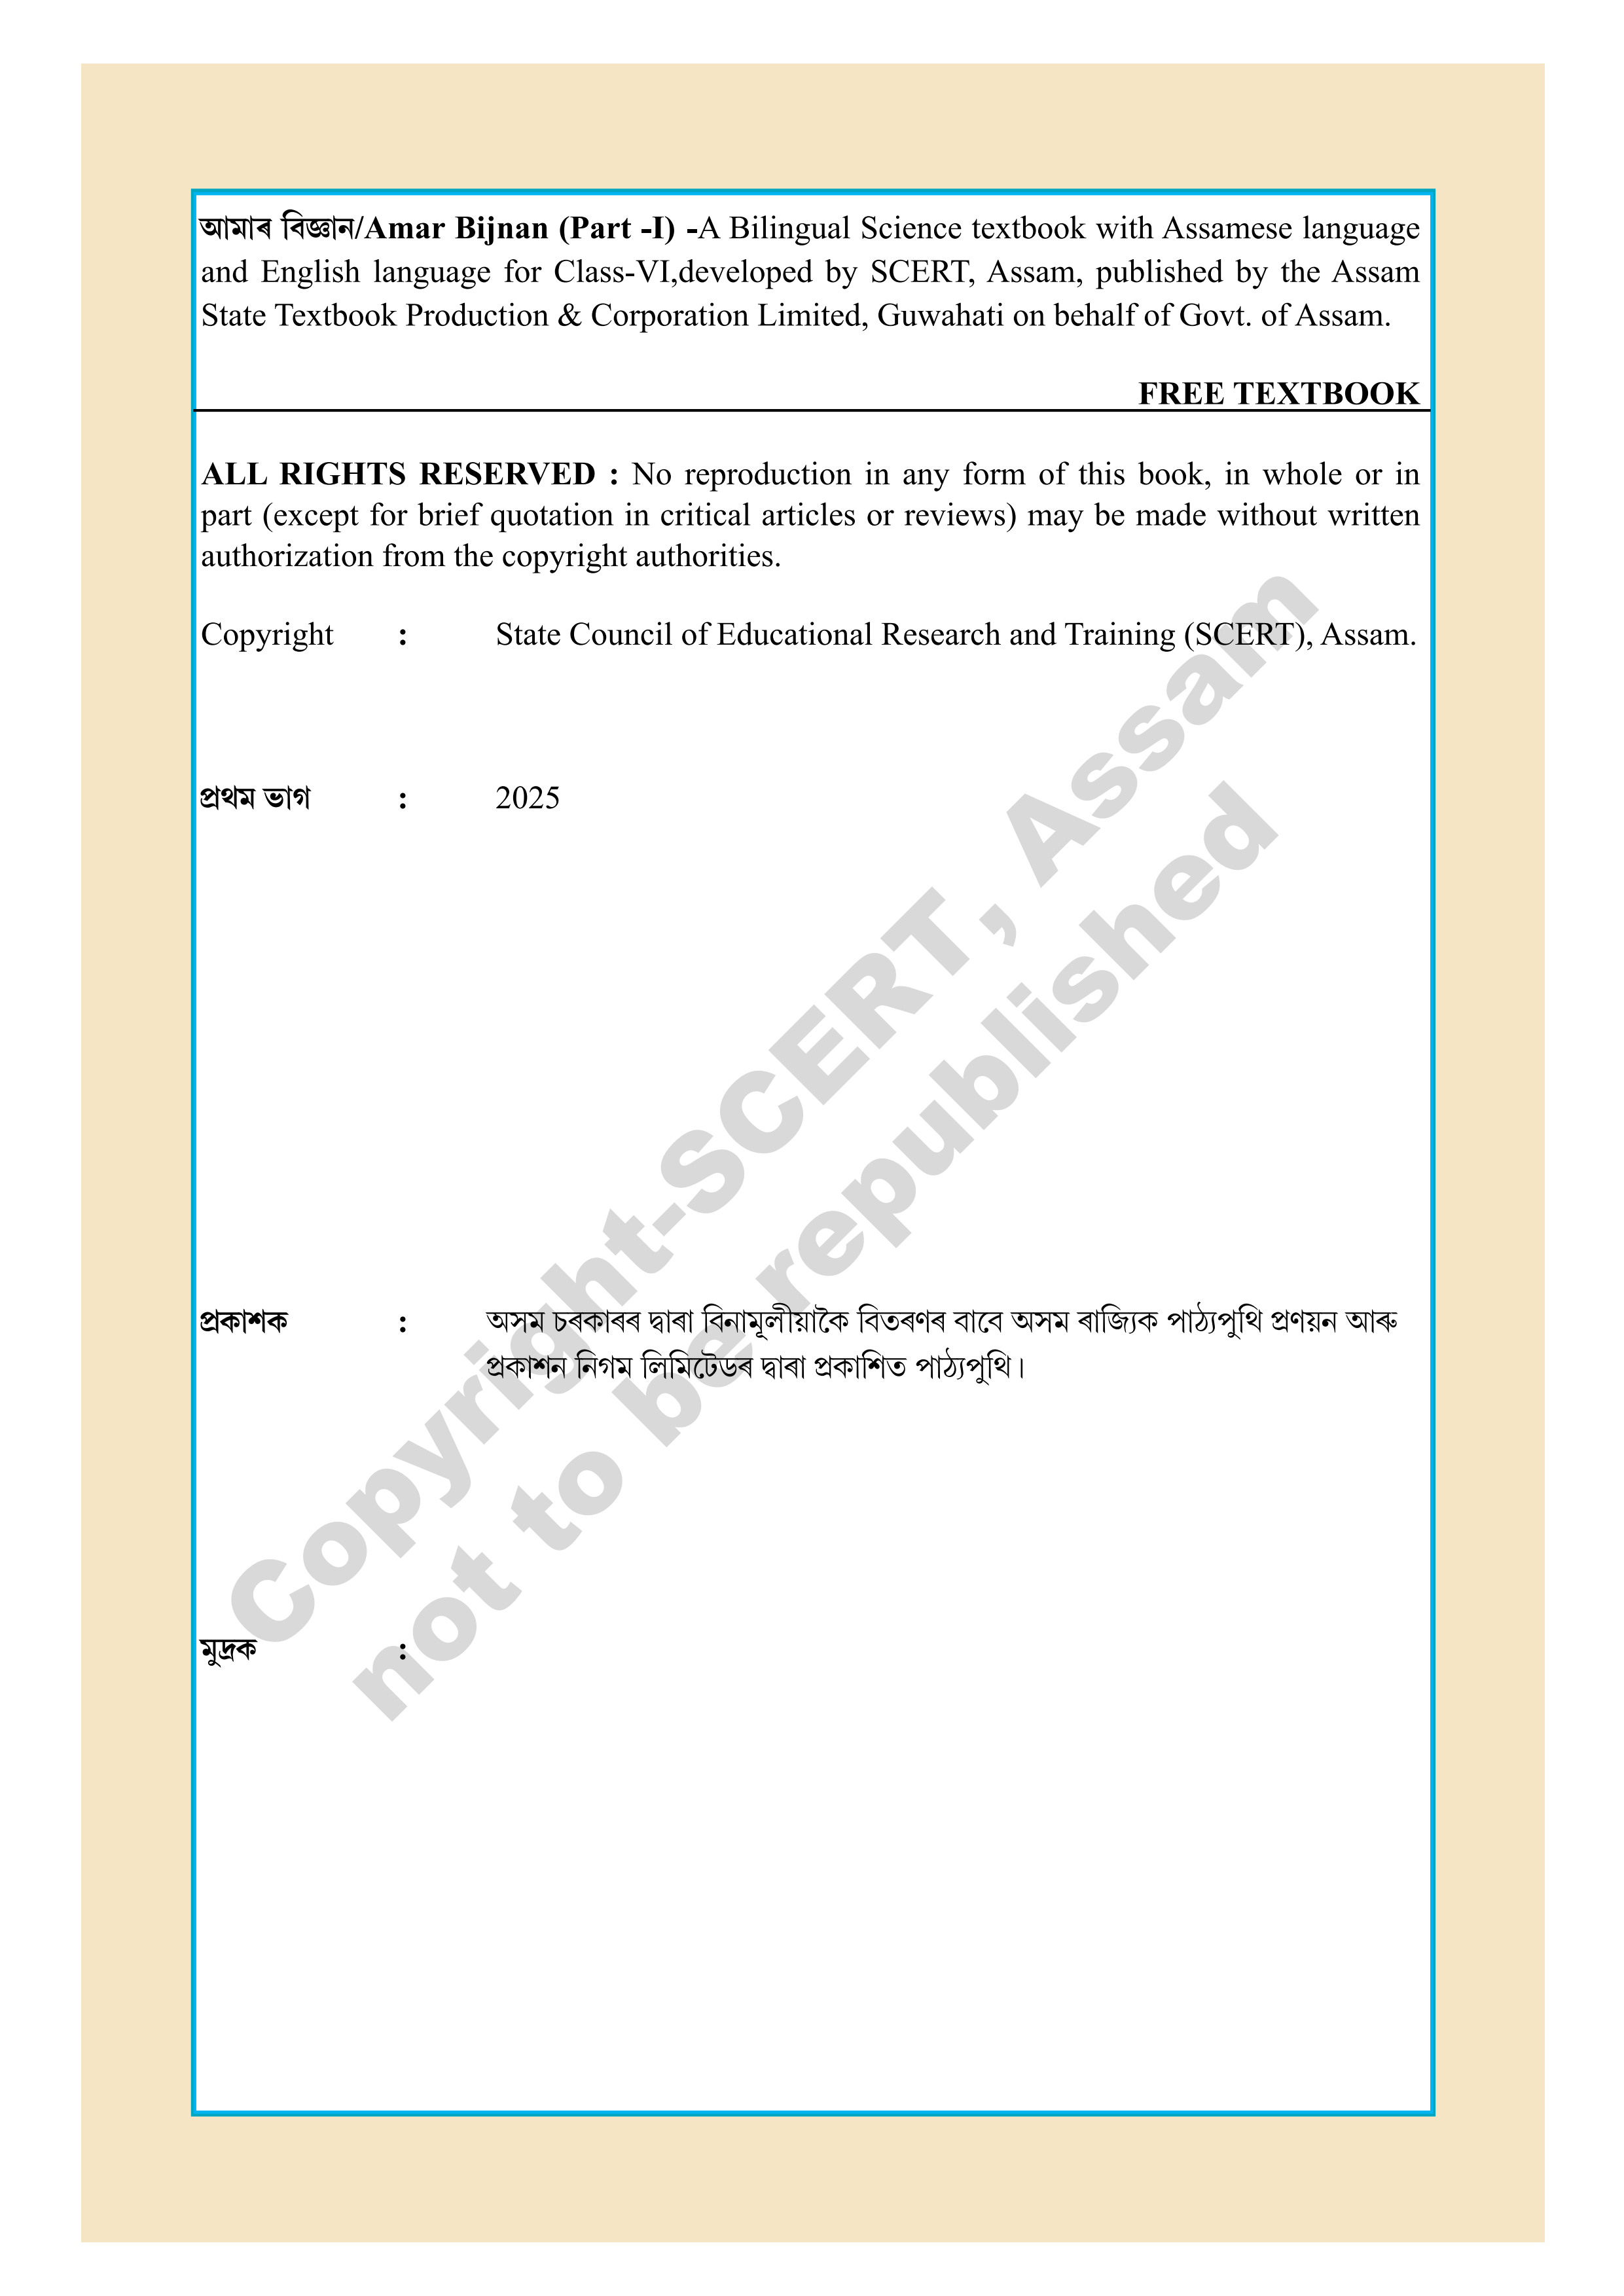 আমাৰ বিজ্ঞান/Amar Bijnan (Part -I) -A Bilingual Science textbook with Assamese language
and English language for Class-VI,developed by SCERT, Assam, published by the Assam
State Textbook Production & Corporation Limited, Guwahati on behalf of Govt. of Assam.
FREE TEXTBOOK
ALL RIGHTS RESERVED : No reproduction in any form of this book, in whole or in
part (except for brief quotation in critical articles or reviews) may be made without written
authorization from the copyright authorities.
Copyright : State Council of Educational Research and Training (SCERT), Assam.
প্ৰথম ভাগ : 2025
প্ৰকাশক : অসম চৰকাৰৰ দ্বাৰা বিনামূলীয়াকৈ বিতৰণৰ বাবে অসম ৰাজ্যিক পাঠ্যপুথি প্ৰণয়ন আৰু
প্ৰকাশন নিগম লিমিটেডৰ দ্বাৰা প্ৰকাশিত পাঠ্যপুথি।
মুদ্ৰক :
Copyright-SCERT, Assam
not to be republished